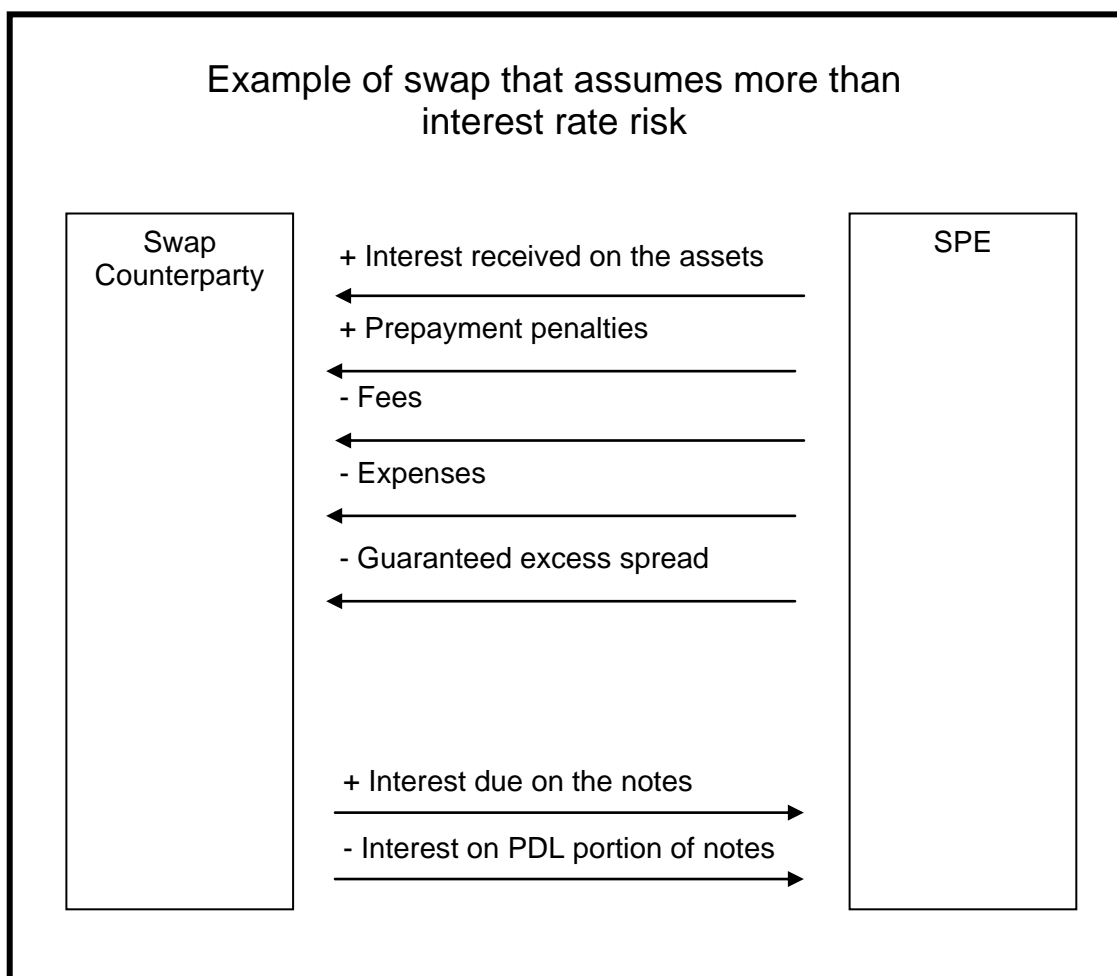 Example of swap that assumes more than
interest rate risk
Swap
Counterparty
SPE
+ Interest received on the assets
+ Prepayment penalties
- Fees
- Expenses
- Guaranteed excess spread
+ Interest due on the notes
- Interest on PDL portion of notes